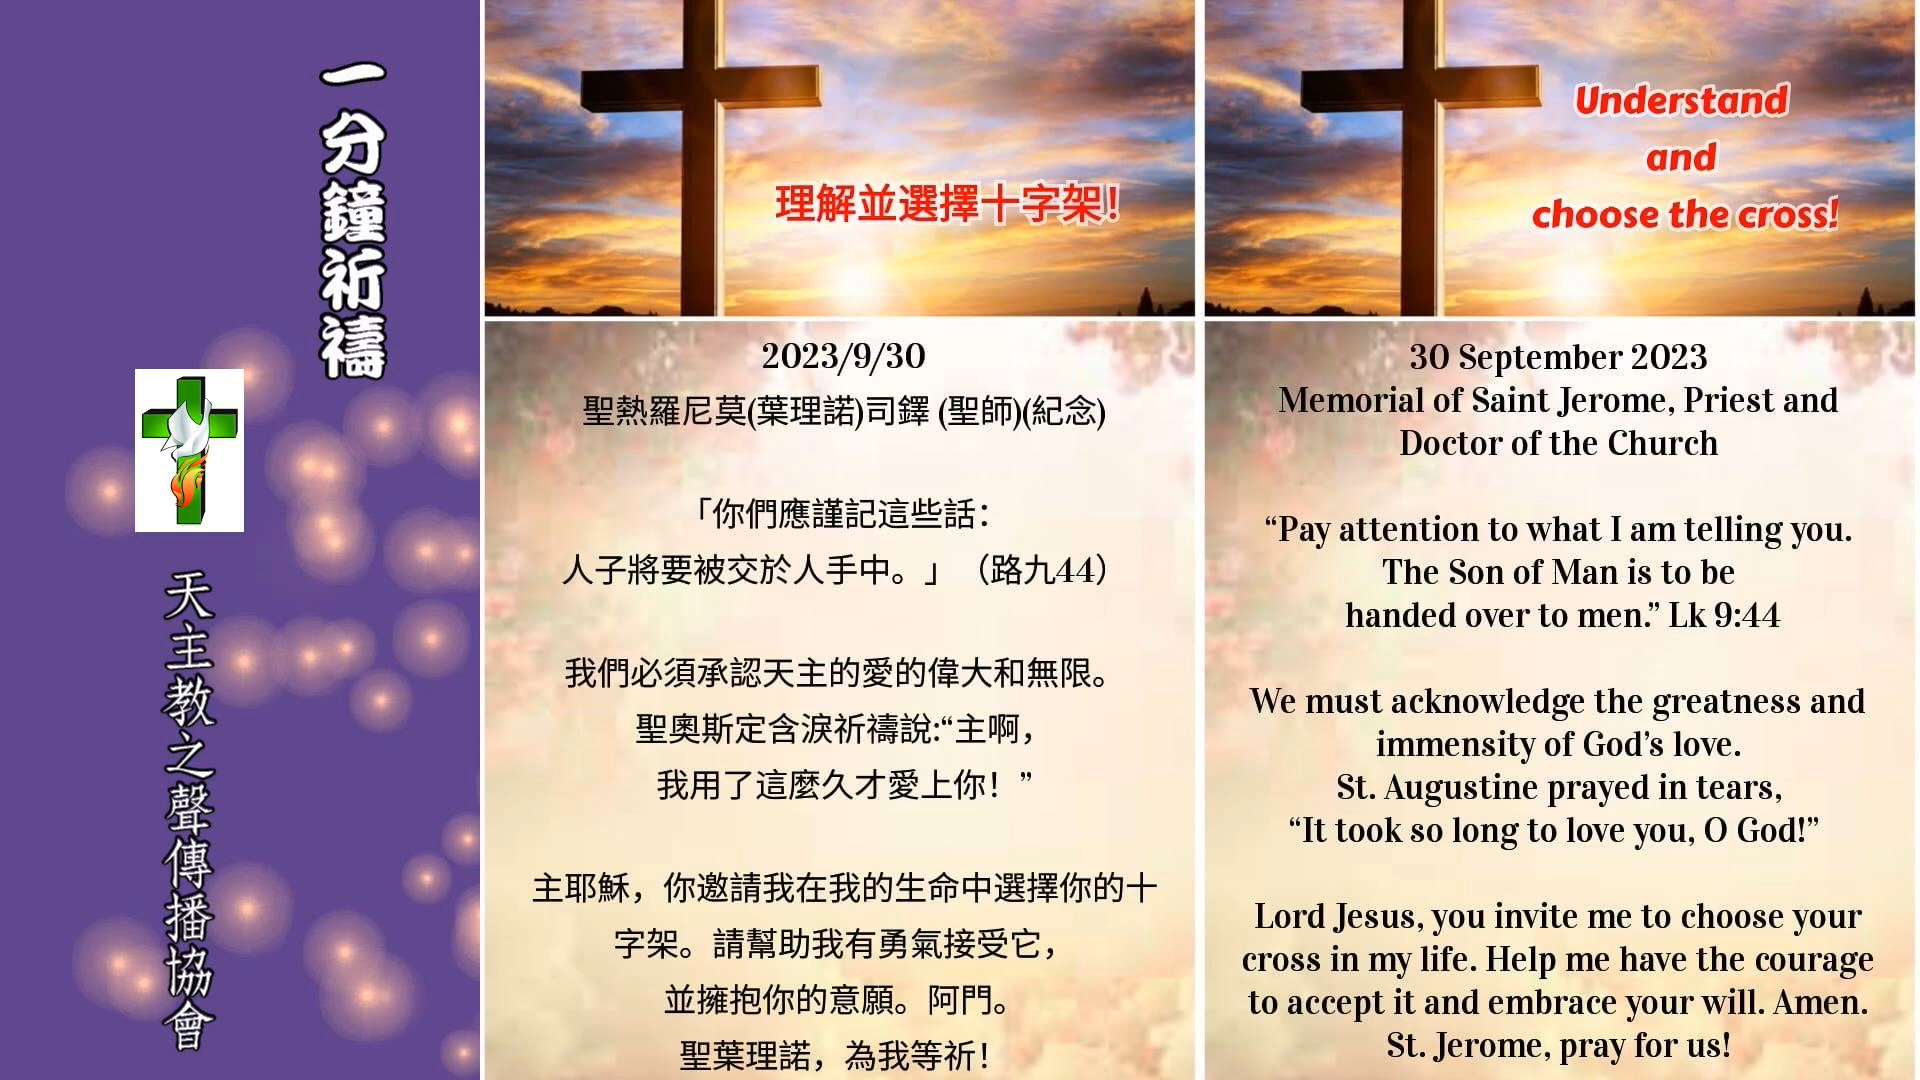 一分鐘祈禱
天主教之聲傳播協會
理解並選擇十字架！
2023/9/30
聖熱羅尼莫(葉理諾)司鐸 (聖師)(紀念)
「你們應謹記這些話：
人子將要被交於人手中。」（路九44）
我們必須承認天主的愛的偉大和無限。
聖奧斯定含淚祈禱說:“主啊，
我用了這麼久才愛上你！”
主耶穌，你邀請我在我的生命中選擇你的十
字架。請幫助我有勇氣接受它，
並擁抱你的意願。阿門。
聖葉理諾，為我等祈！
Understand
and
choose the cross!
30 September 2023
Memorial of Saint Jerome, Priest and
Doctor of the Church
“Pay attention to what I am telling you.
The Son of Man is to be
handed over to men.” Lk 9:44
We must acknowledge the greatness and
immensity of God’s love.
St. Augustine prayed in tears,
“It took so long to love you, O God!”
Lord Jesus, you invite me to choose your
cross in my life. Help me have the courage
to accept it and embrace your will. Amen.
St. Jerome, pray for us!